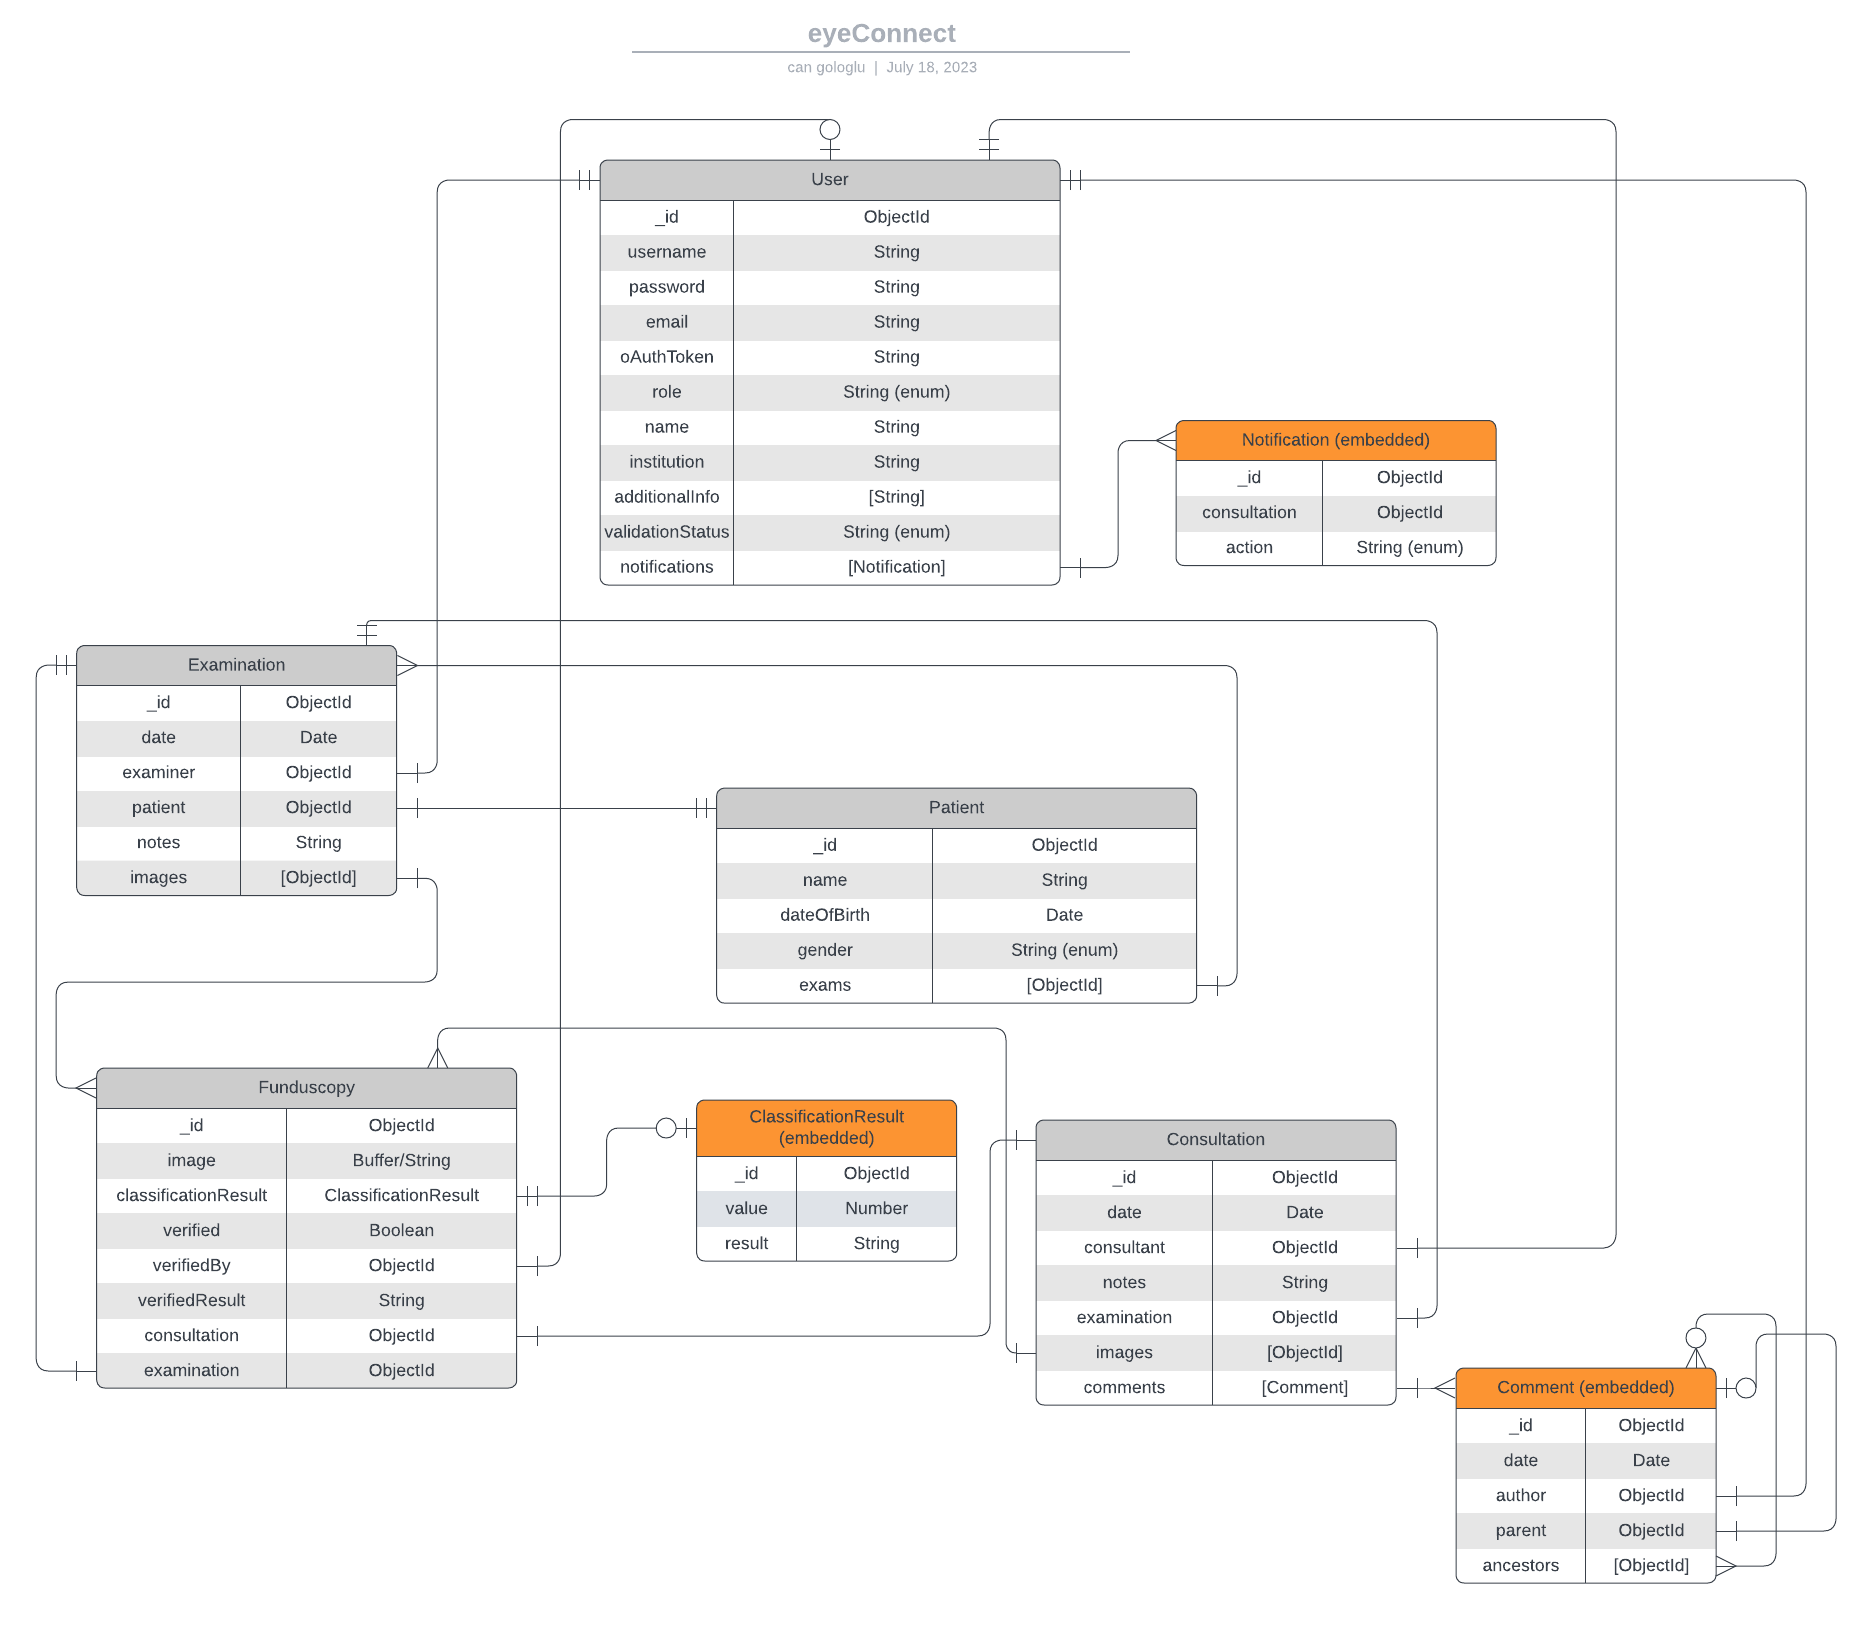 eyeConnect
can gologlu | July 18, 2023
User
_id ObjectId
username String
password String
email String
oAuthToken String
role String (enum)
name String
institution String
additionalInfo [String]
validationStatus String (enum)
notifications [Notification]
Notification (embedded)
_id ObjectId
consultation ObjectId
action String (enum)
Examination
_id ObjectId
date Date
examiner ObjectId
patient ObjectId
notes String
images [ObjectId]
Patient
_id ObjectId
name String
dateOfBirth Date
gender String (enum)
exams [ObjectId]
Funduscopy
_id ObjectId
image Buffer/String
classificationResult ClassificationResult
verified Boolean
verifiedBy ObjectId
verifiedResult String
consultation ObjectId
examination ObjectId
ClassificationResult
(embedded)
_id ObjectId
value Number
result String
Consultation
_id ObjectId
date Date
consultant ObjectId
notes String
examination ObjectId
images [ObjectId]
comments [Comment]
Comment (embedded)
_id ObjectId
date Date
author ObjectId
parent ObjectId
ancestors [ObjectId]